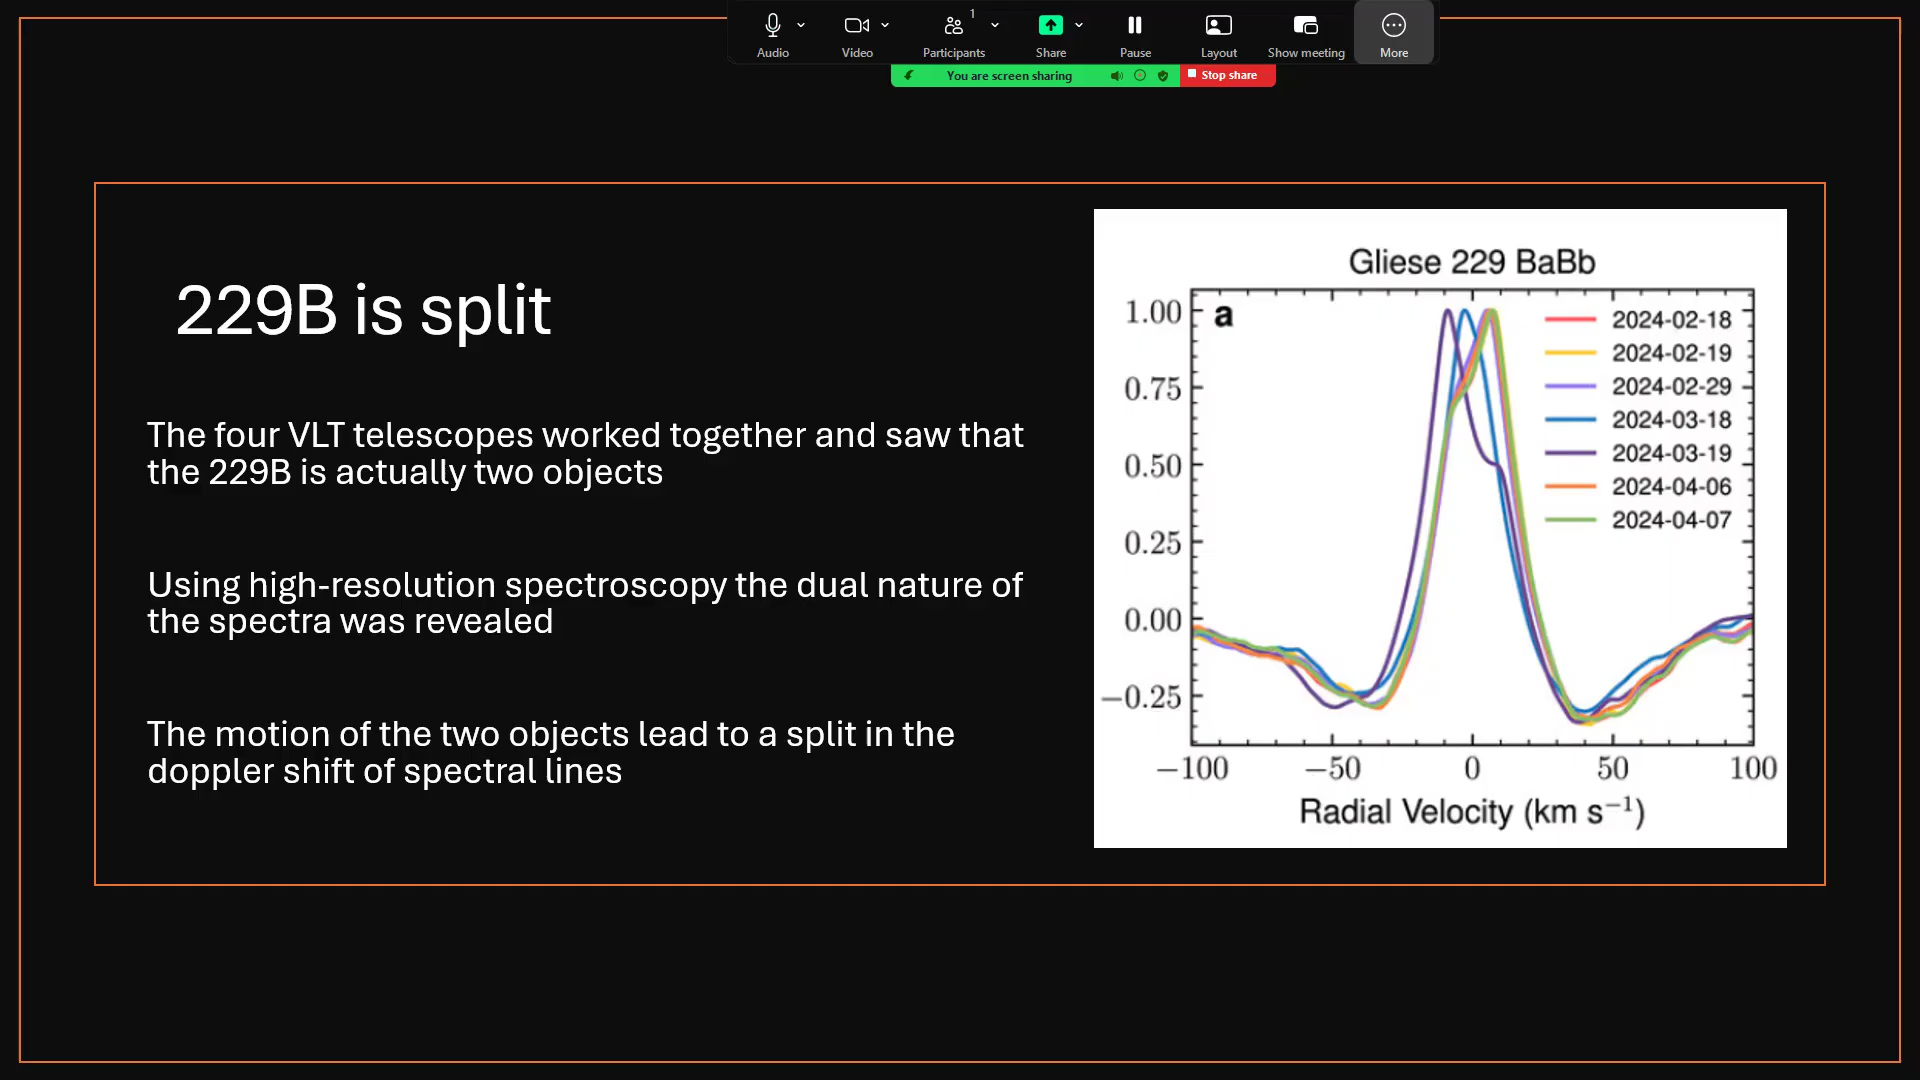 1
Audio
Video
Participants
Share
Pause
Layout
Show meeting
More
You are screen sharing
Stop share
229B is split
The four VLT telescopes worked together and saw that
the 229B is actually two objects
Using high-resolution spectroscopy the dual nature of
the spectra was revealed
The motion of the two objects lead to a split in the
doppler shift of spectral lines
Gliese 229 BaBb
a
1.00
0.75
0.50
0.25
0.00
−0.25
2024-02-18
2024-02-19
2024-02-29
2024-03-18
2024-03-19
2024-04-06
2024-04-07
−100
−50
0
50
100
Radial Velocity (km s⁻¹)